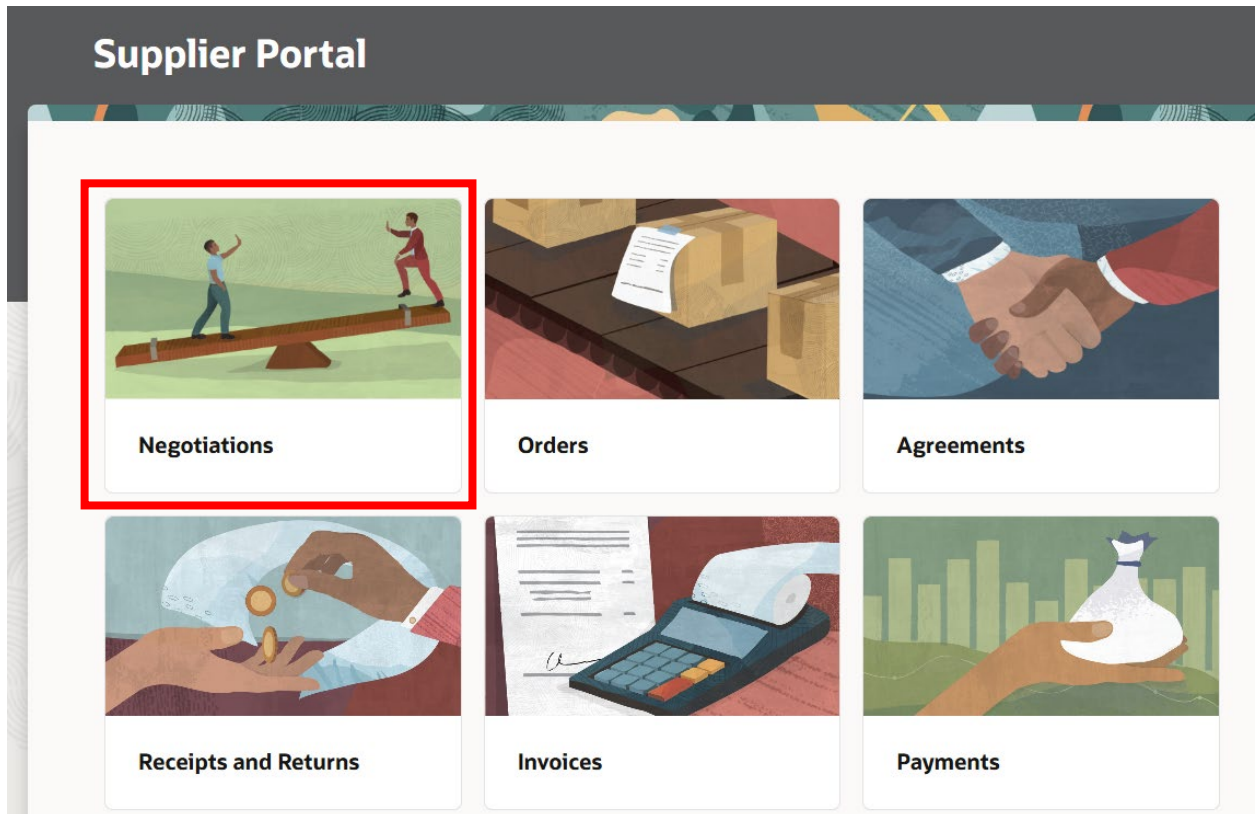 Supplier Portal
Negotiations
Orders
Agreements
Receipts and Returns
Invoices
Payments